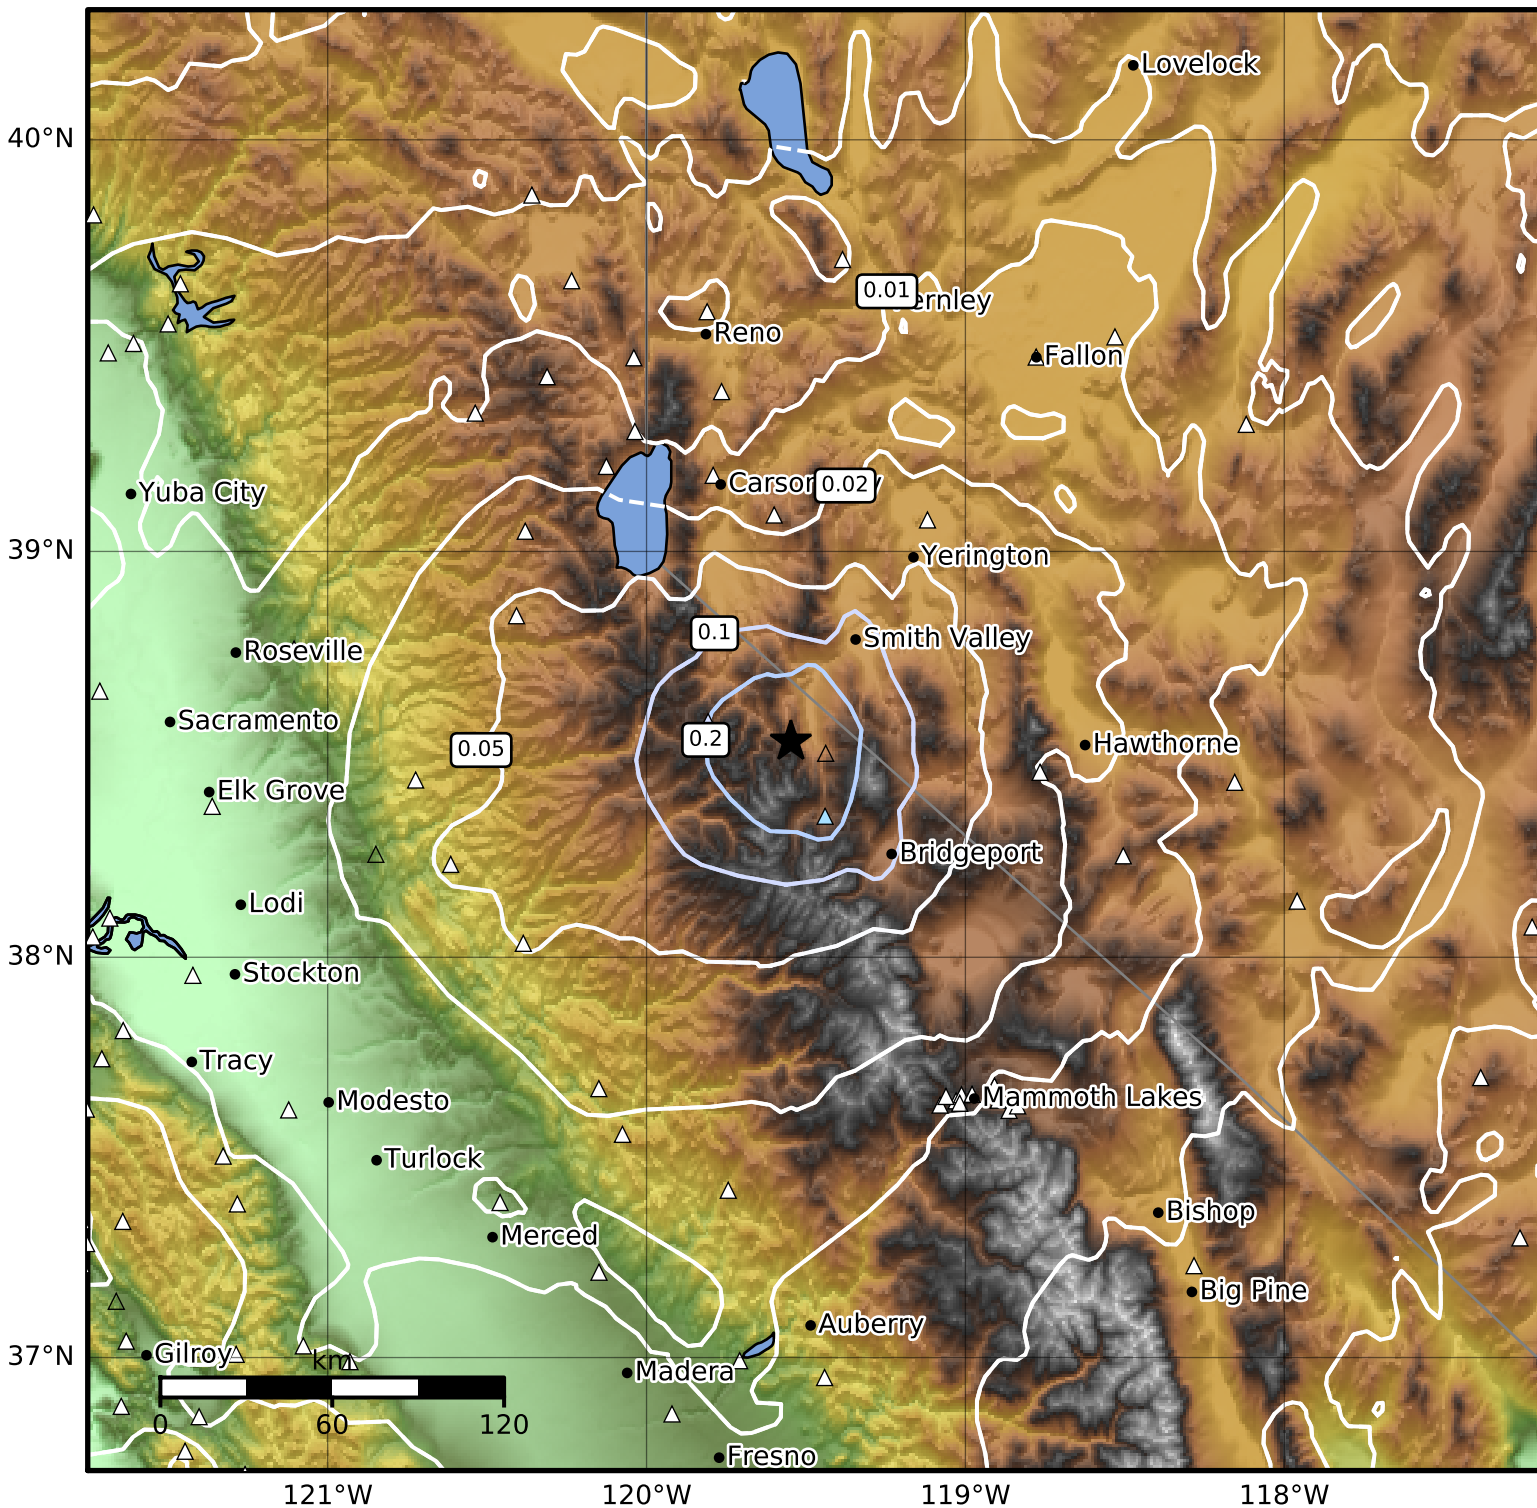 Lovelock
40°N
0.01
ernley
Reno
Fallon
Yuba City
Carson
0.02
39°N
Yerington
0.1
Smith Valley
Roseville
Sacramento
0.05
0.2
Hawthorne
Elk Grove
Bridgeport
Lodi
38°N
Stockton
Tracy
Modesto
Mammoth Lakes
Turlock
Bishop
Merced
Big Pine
Auberry
37°N
Gilroy
km
Madera
0 60 120
Fresno
121°W 120°W 119°W 118°W